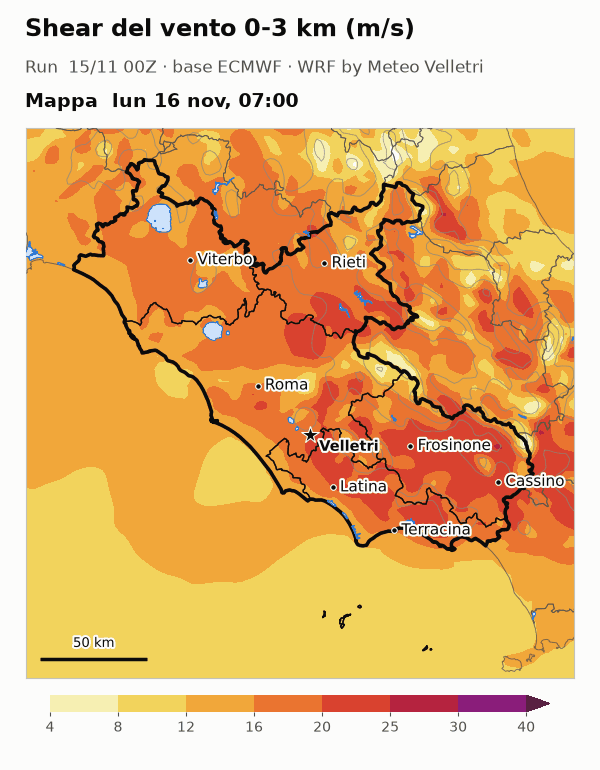 Shear del vento 0-3 km (m/s)
Run  15/11 00Z · base ECMWF · WRF by Meteo Velletri
Mappa  lun 16 nov, 07:00
Viterbo
Rieti
Roma
Velletri
Frosinone
Latina
Cassino
Terracina
50 km
4 8 12 16 20 25 30 40